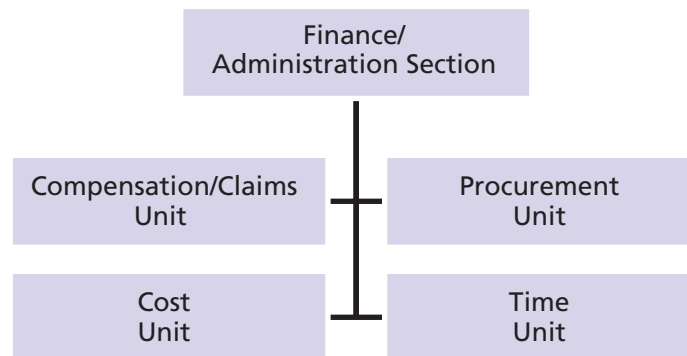 Finance/
Administration Section
Compensation/Claims
Unit
Procurement
Unit
Cost
Unit
Time
Unit